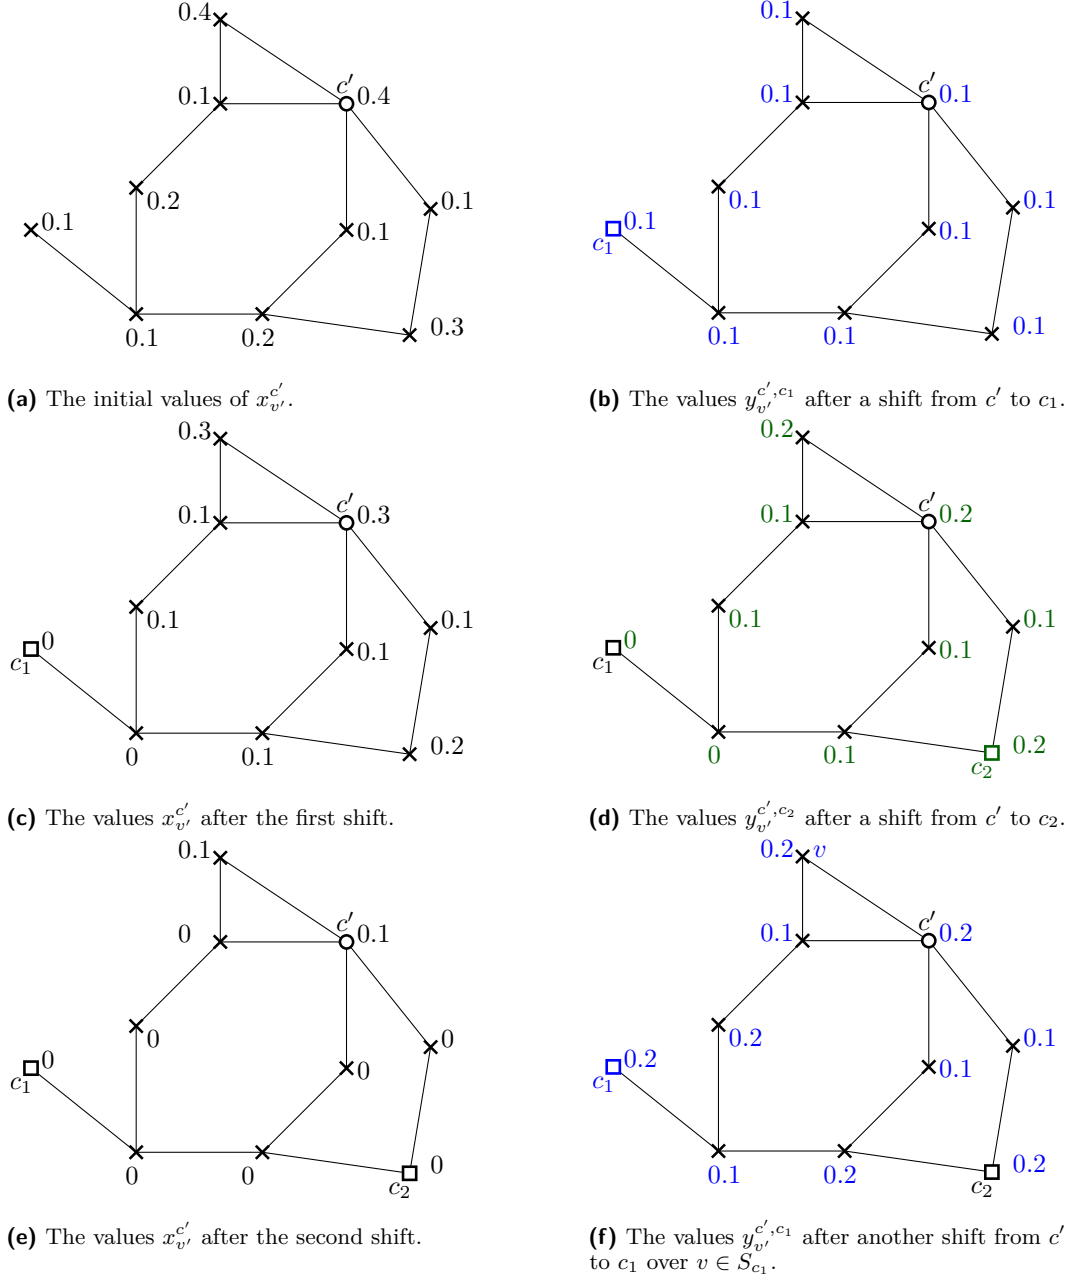 0.4
0.1
c′
0.4
0.2
0.1
0.1
0.1
0.1
0.2
0.3
(a) The initial values of $x_{v'}^{c'}$.
0.1
0.1
c′
0.1
0.1
0.1
0.1
c₁
0.1
0.1
0.1
0.1
(b) The values $y_{v'}^{c',c_1}$ after a shift from c′ to c₁.
0.3
0.1
c′
0.3
0.1
0.1
0
c₁
0.1
0
0.1
0.2
(c) The values $x_{v'}^{c'}$ after the first shift.
0.2
0.1
c′
0.2
0.1
0.1
0
c₁
0.1
0
0.1
0.2
c₂
(d) The values $y_{v'}^{c',c_2}$ after a shift from c′ to c₂.
0.1
0
c′
0.1
0
0
0
c₁
0
0
0
0
c₂
(e) The values $x_{v'}^{c'}$ after the second shift.
0.2 v
0.1
c′
0.2
0.2
0.1
0.2
c₁
0.1
0.1
0.2
0.2
c₂
(f) The values $y_{v'}^{c',c_1}$ after another shift from c′
to c₁ over v ∈ $S_{c_1}$.